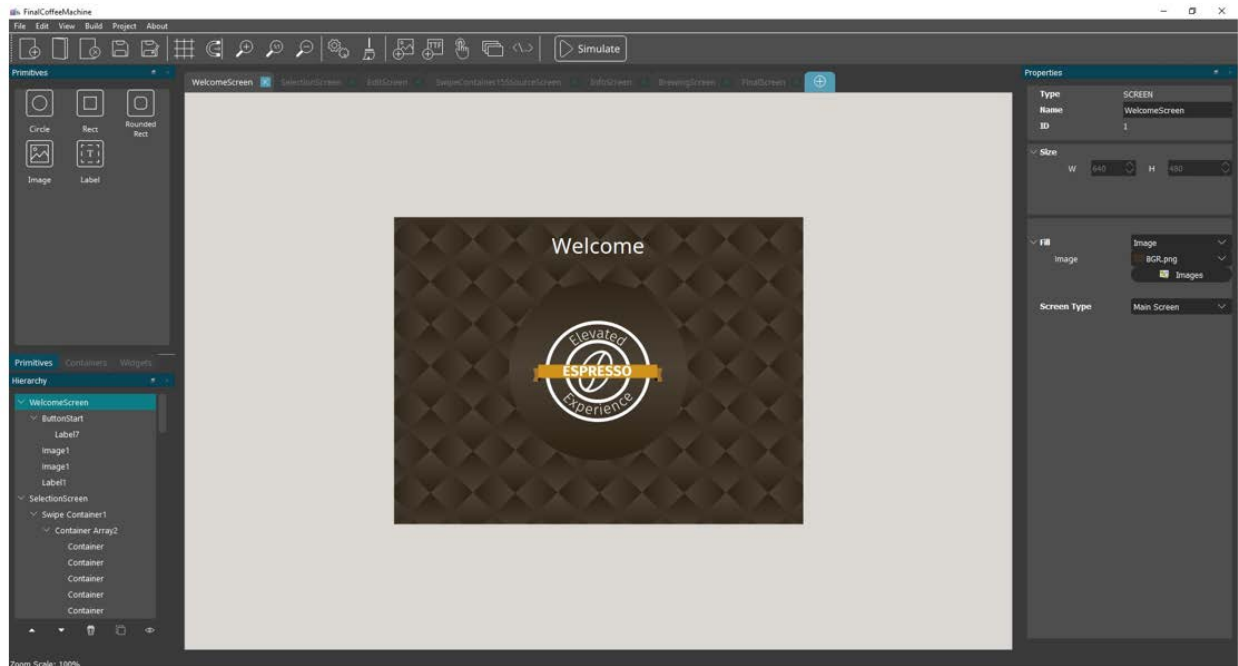 FinalCoffeeMachine
File Edit View Build Project About
TTF
Simulate
Primitives
Circle
Rect
Rounded
Rect
Image
Label
Primitives Containers Widgets
Hierarchy
WelcomeScreen
ButtonStart
Label7
Image1
Image1
Label1
SelectionScreen
Swipe Container1
Container Array2
Container
Container
Container
Container
Container
Zoom Scale: 100%
WelcomeScreen SelectionScreen EditScreen SwipeContainer155SourceScreen BrewingScreen FinalScreen
Welcome
Elevated
ESPRESSO
Experience
Properties
Type SCREEN
Name WelcomeScreen
ID 1
Size
W 640 H 480
Fill Image
Image BGR.png
Images
Screen Type Main Screen